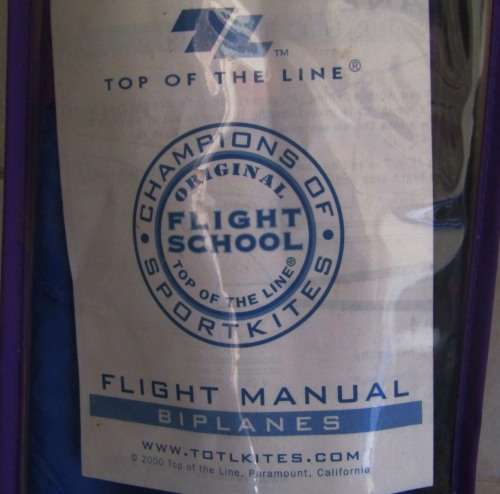 TL™
TOP OF THE LINE®
CHAMPIONS OF
ORIGINAL
FLIGHT
SCHOOL
TOP OF THE LINE®
• SPORTKITES •
FLIGHT MANUAL
BIPLANES
WWW.TOTLKITES.COM
© 2000 Top of the Line, Paramount, California